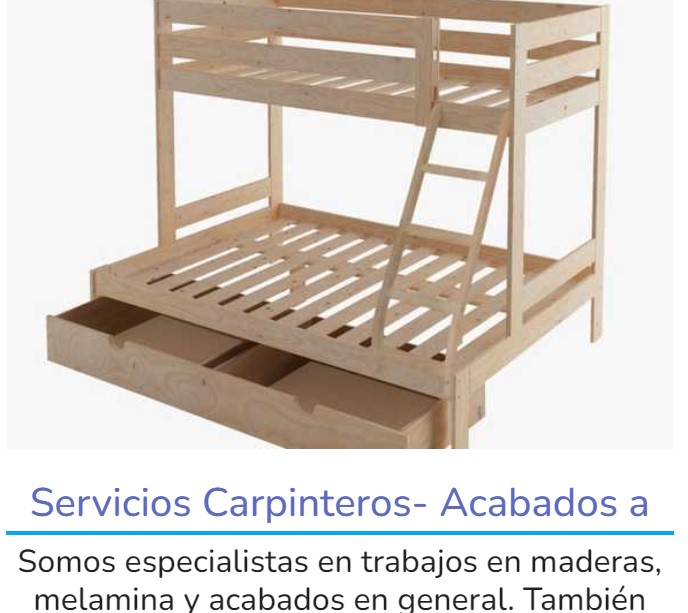 Servicios Carpinteros- Acabados a
Somos especialistas en trabajos en maderas,
melamina y acabados en general. También